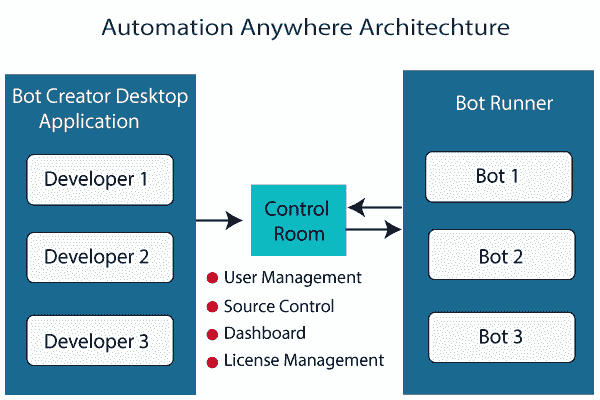 Automation Anywhere Architechture
Bot Creator Desktop
Application
Developer 1
Developer 2
Developer 3
Control
Room
User Management
Source Control
Dashboard
License Management
Bot Runner
Bot 1
Bot 2
Bot 3